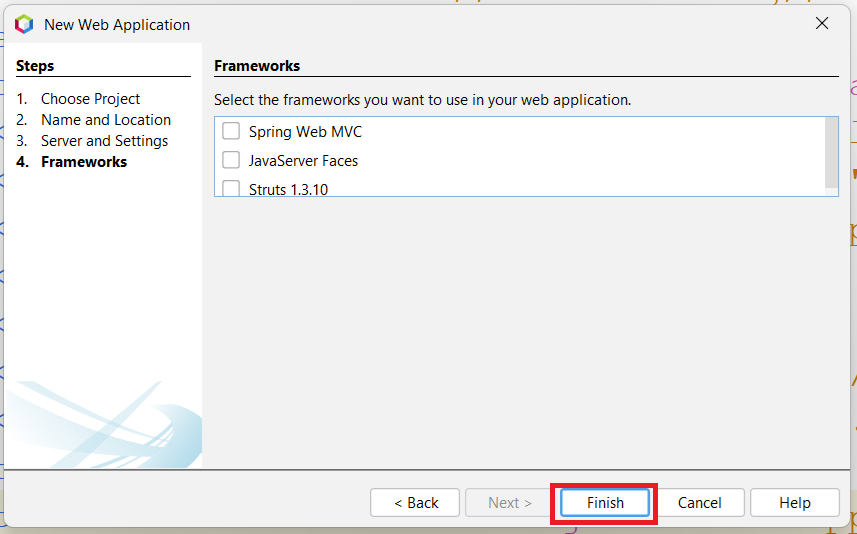 New Web Application
Steps
1. Choose Project
2. Name and Location
3. Server and Settings
4. Frameworks
Frameworks
Select the frameworks you want to use in your web application.
Spring Web MVC
JavaServer Faces
Struts 1.3.10
< Back
Next >
Finish
Cancel
Help